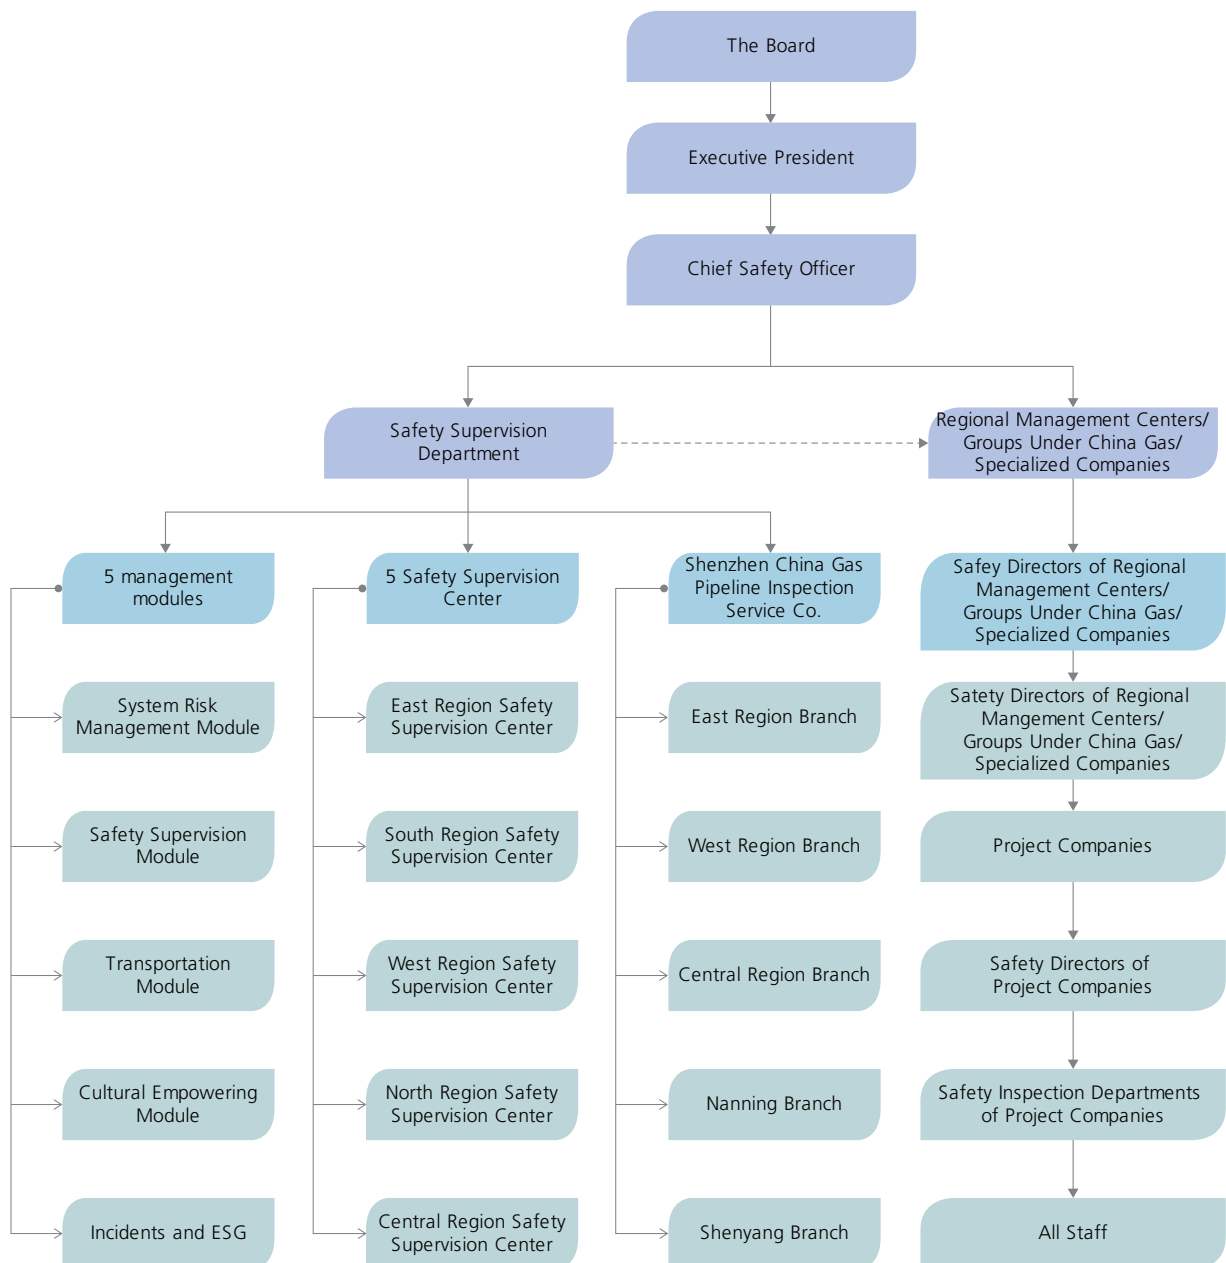 The Board
Executive President
Chief Safety Officer
Safety Supervision
Department
Regional Management Centers/
Groups Under China Gas/
Specialized Companies
5 management
modules
System Risk
Management Module
Safety Supervision
Module
Transportation
Module
Cultural Empowering
Module
Incidents and ESG
5 Safety Supervision
Center
East Region Safety
Supervision Center
South Region Safety
Supervision Center
West Region Safety
Supervision Center
North Region Safety
Supervision Center
Central Region Safety
Supervision Center
Shenzhen China Gas
Pipeline Inspection
Service Co.
East Region Branch
West Region Branch
Central Region Branch
Nanning Branch
Shenyang Branch
Safey Directors of Regional
Management Centers/
Groups Under China Gas/
Specialized Companies
Satety Directors of Regional
Mangement Centers/
Groups Under China Gas/
Specialized Companies
Project Companies
Safety Directors of
Project Companies
Safety Inspection Departments
of Project Companies
All Staff